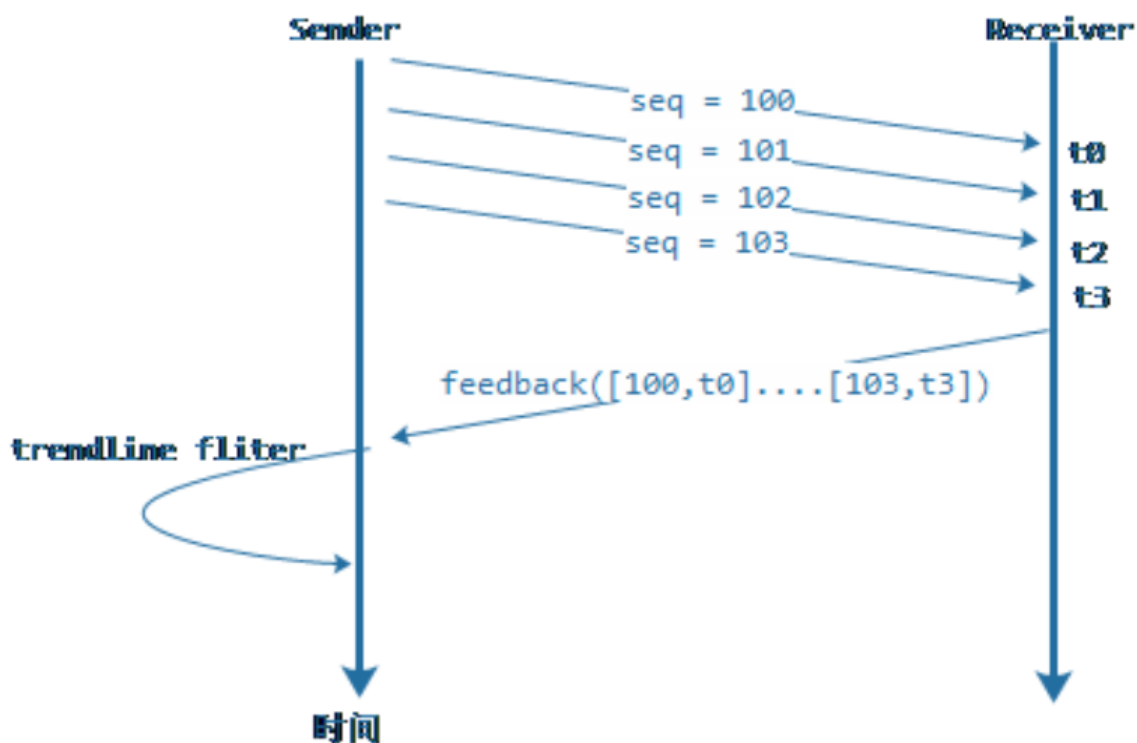 Sender
Receiver
seq = 100
t0
seq = 101
t1
seq = 102
t2
seq = 103
t3
feedback([100,t0]....[103,t3])
trendline fliter
时间